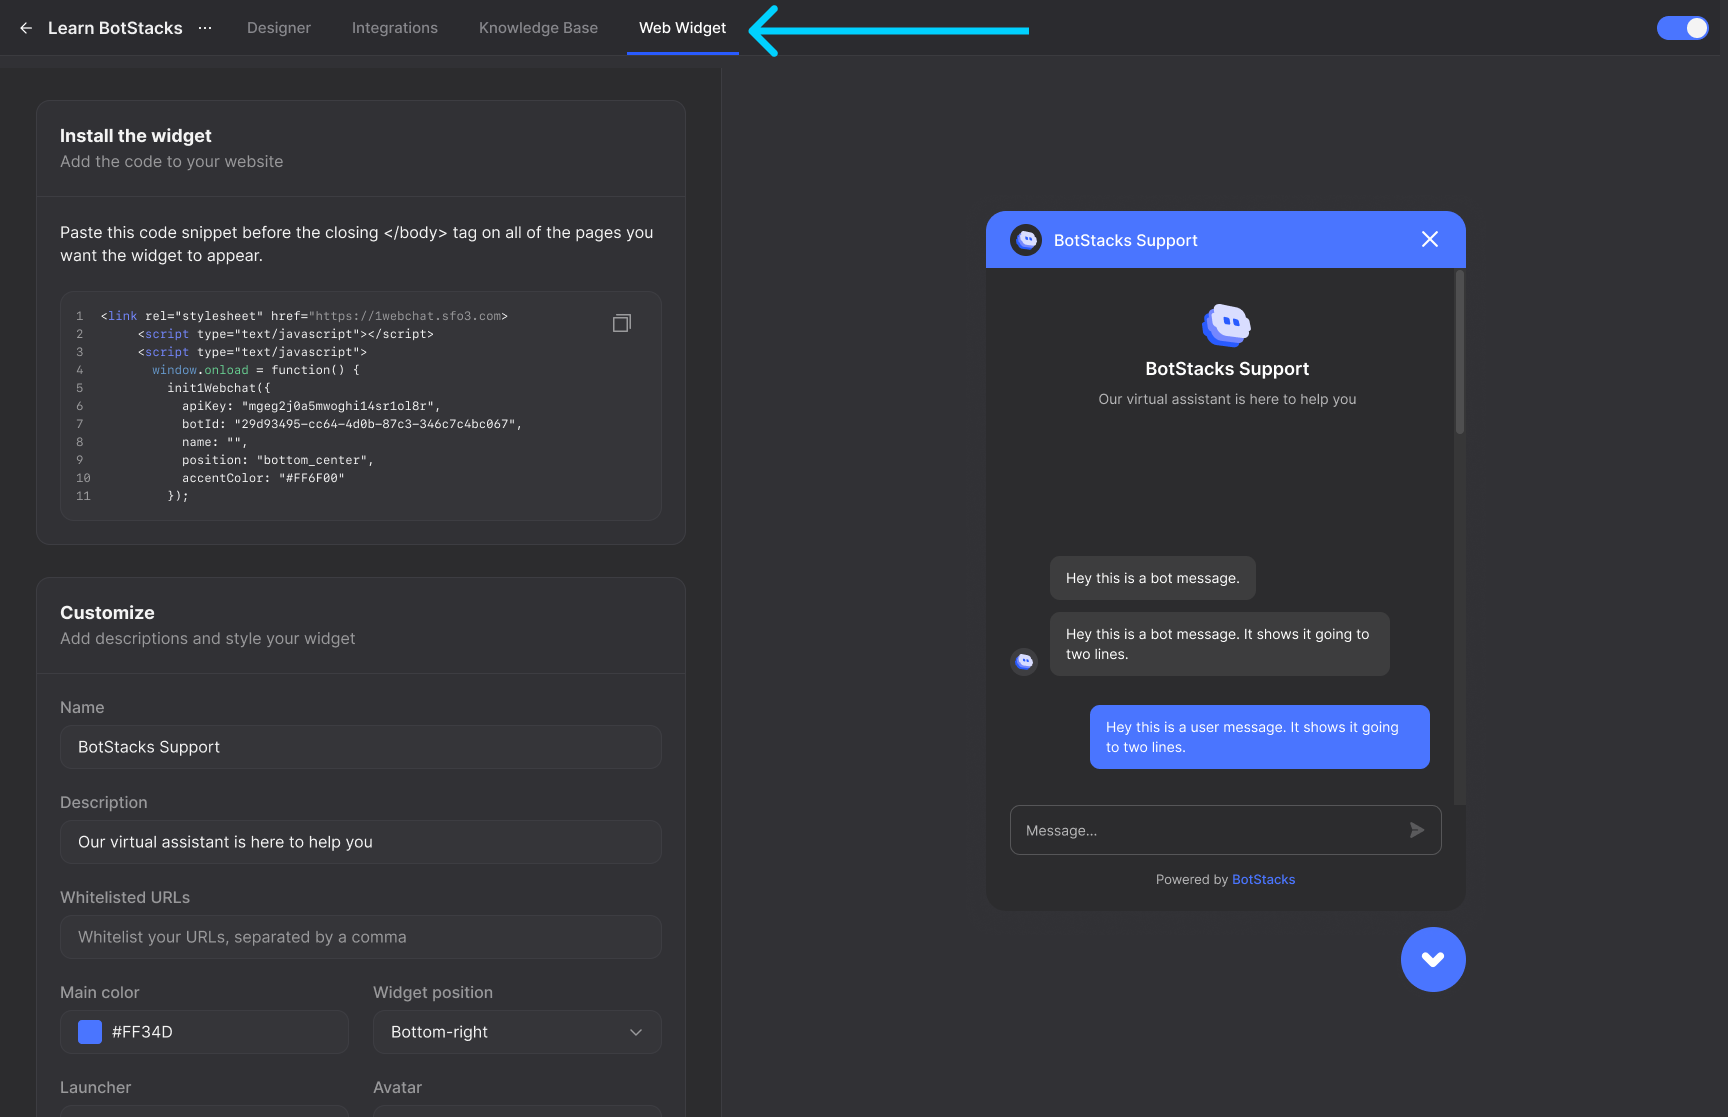 Learn BotStacks ... Designer Integrations Knowledge Base Web Widget
Install the widget
Add the code to your website
Paste this code snippet before the closing </body> tag on all of the pages you
want the widget to appear.
1 <link rel="stylesheet" href="https://1webchat.sfo3.com>
2 <script type="text/javascript"></script>
3 <script type="text/javascript">
4 window.onload = function() {
5 init1Webchat({
6 apiKey: "mgeg2j0a5mwoghi14sr1ol8r",
7 botId: "29d93495-cc64-4d0b-87c3-346c7c4bc067",
8 name: "",
9 position: "bottom_center",
10 accentColor: "#FF6F00"
11 });
Customize
Add descriptions and style your widget
Name
BotStacks Support
Description
Our virtual assistant is here to help you
Whitelisted URLs
Whitelist your URLs, separated by a comma
Main color
#FF34D
Widget position
Bottom-right
Launcher
Avatar
BotStacks Support
BotStacks Support
Our virtual assistant is here to help you
Hey this is a bot message.
Hey this is a bot message. It shows it going to
two lines.
Hey this is a user message. It shows it going
to two lines.
Message...
Powered by BotStacks